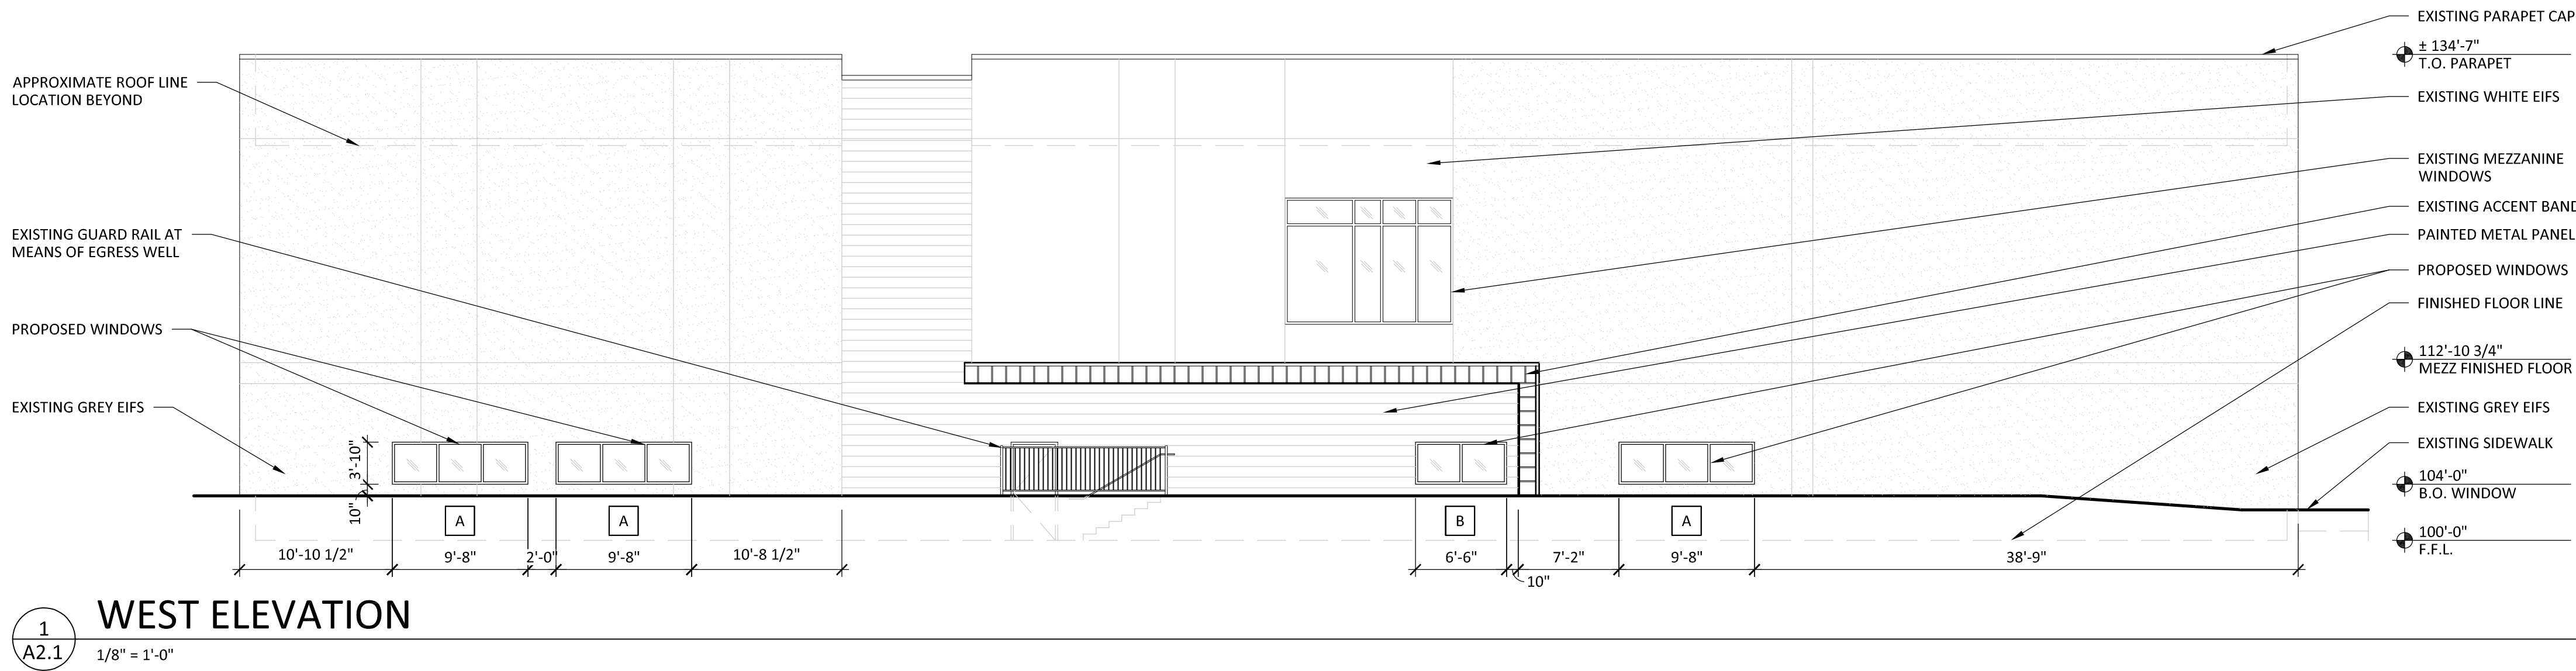 APPROXIMATE ROOF LINE
LOCATION BEYOND
EXISTING GUARD RAIL AT
MEANS OF EGRESS WELL
PROPOSED WINDOWS
EXISTING GREY EIFS
EXISTING PARAPET CAP
± 134'-7"
T.O. PARAPET
EXISTING WHITE EIFS
EXISTING MEZZANINE
WINDOWS
EXISTING ACCENT BAND
PAINTED METAL PANEL
PROPOSED WINDOWS
FINISHED FLOOR LINE
112'-10 3/4"
MEZZ FINISHED FLOOR
EXISTING GREY EIFS
EXISTING SIDEWALK
104'-0"
B.O. WINDOW
100'-0"
F.F.L.
3'-10"
10"
A
A
B
A
10'-10 1/2"
9'-8"
2'-0"
9'-8"
10'-8 1/2"
6'-6"
10"
7'-2"
9'-8"
38'-9"
1
A2.1
WEST ELEVATION
1/8" = 1'-0"